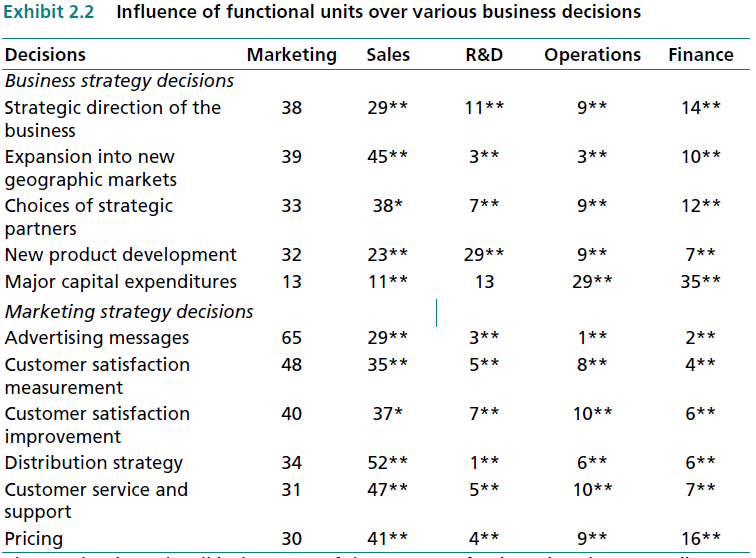 Exhibit 2.2 Influence of functional units over various business decisions
Decisions Marketing Sales R&D Operations Finance
Business strategy decisions
Strategic direction of the 38 29** 11** 9** 14**
business
Expansion into new 39 45** 3** 3** 10**
geographic markets
Choices of strategic 33 38* 7** 9** 12**
partners
New product development 32 23** 29** 9** 7**
Major capital expenditures 13 11** 13 29** 35**
Marketing strategy decisions
Advertising messages 65 29** 3** 1** 2**
Customer satisfaction 48 35** 5** 8** 4**
measurement
Customer satisfaction 40 37* 7** 10** 6**
improvement
Distribution strategy 34 52** 1** 6** 6**
Customer service and 31 47** 5** 10** 7**
support
Pricing 30 41** 4** 9** 16**